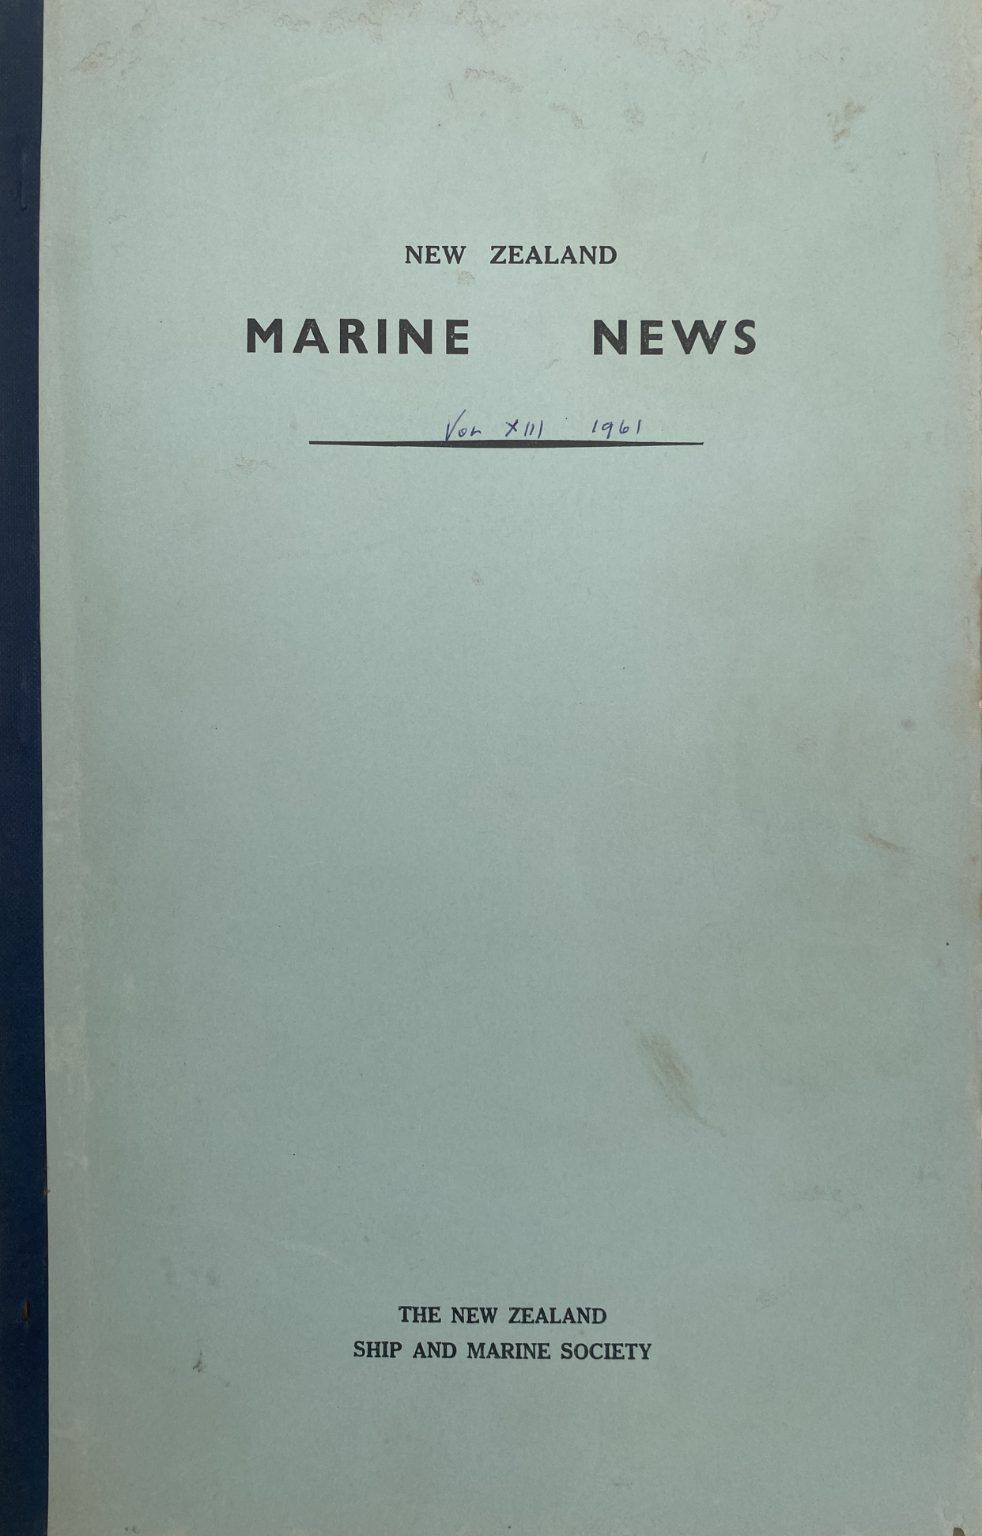 NEW ZEALAND
MARINE NEWS
Vol XIII 1961
THE NEW ZEALAND
SHIP AND MARINE SOCIETY